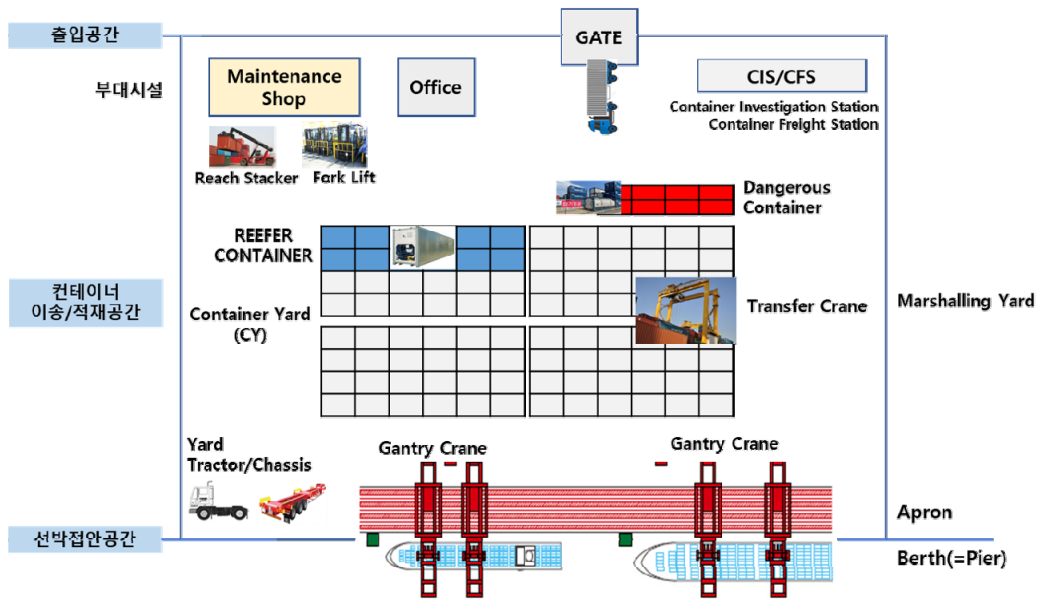 출입공간
GATE
부대시설
Maintenance
Shop
Office
CIS/CFS
Container Investigation Station
Container Freight Station
Reach Stacker
Fork Lift
Dangerous
Container
REEFER
CONTAINER
컨테이너
이송/적재공간
Container Yard
(CY)
Transfer Crane
Marshalling Yard
Yard
Tractor/Chassis
Gantry Crane
Gantry Crane
Apron
선박접안공간
Berth(=Pier)